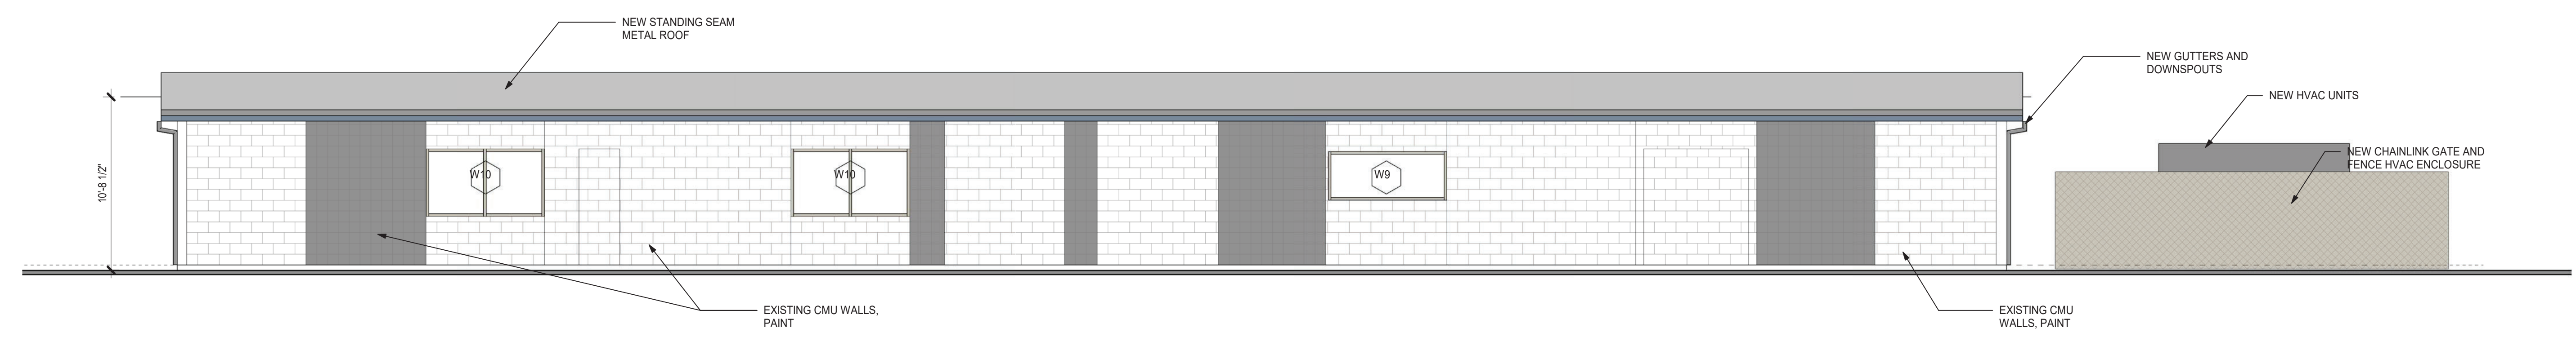 NEW STANDING SEAM
METAL ROOF
NEW GUTTERS AND
DOWNSPOUTS
NEW HVAC UNITS
NEW CHAINLINK GATE AND
FENCE HVAC ENCLOSURE
10'-8 1/2"
W10
W10
W9
EXISTING CMU WALLS,
PAINT
EXISTING CMU
WALLS, PAINT